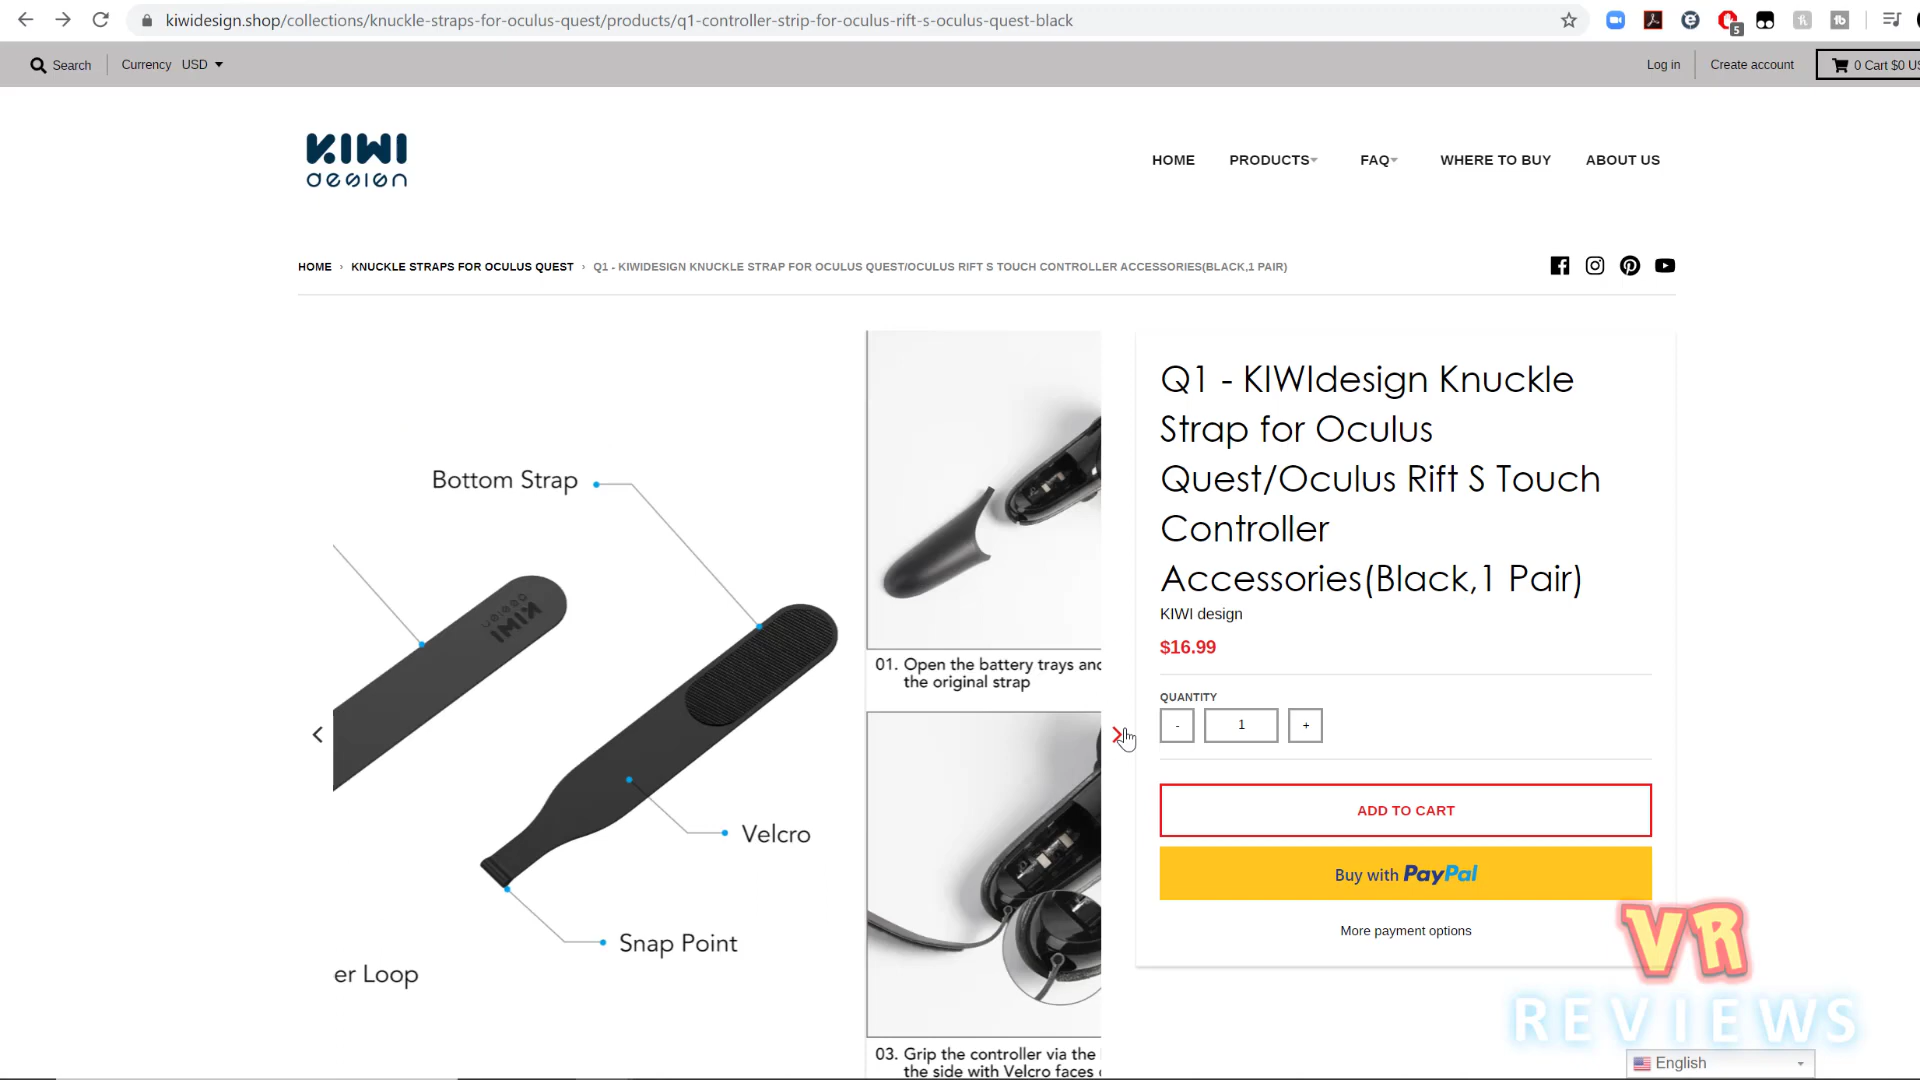 kiwidesign.shop/collections/knuckle-straps-for-oculus-quest/products/q1-controller-strip-for-oculus-rift-s-oculus-quest-black
5
Search
Currency USD
Log in
Create account
0 Cart $0 US
KIWI
design
HOME
PRODUCTS
FAQ
WHERE TO BUY
ABOUT US
HOME › KNUCKLE STRAPS FOR OCULUS QUEST › Q1 - KIWIDESIGN KNUCKLE STRAP FOR OCULUS QUEST/OCULUS RIFT S TOUCH CONTROLLER ACCESSORIES(BLACK,1 PAIR)
Bottom Strap
KIWI
design
Velcro
Snap Point
er Loop
01. Open the battery trays and
the original strap
03. Grip the controller via the
the side with Velcro faces
Q1 - KIWIdesign Knuckle
Strap for Oculus
Quest/Oculus Rift S Touch
Controller
Accessories(Black,1 Pair)
KIWI design
$16.99
QUANTITY
- 1 +
ADD TO CART
Buy with PayPal
More payment options
VR
REVIEWS
English